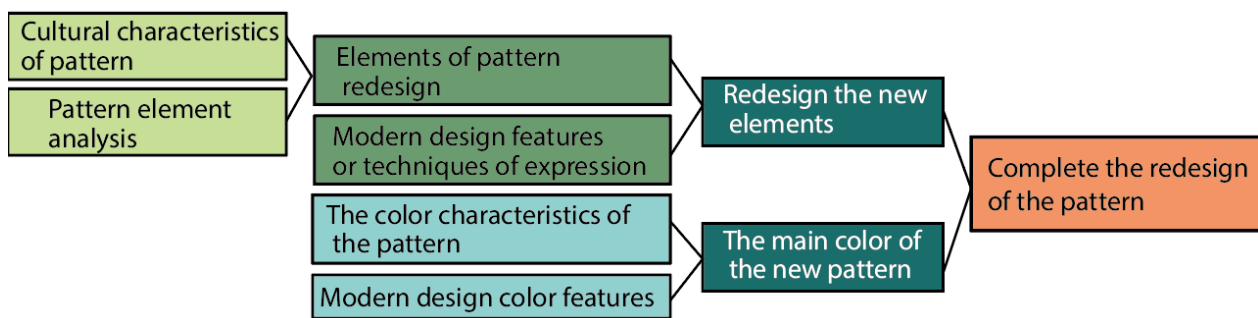 Cultural characteristics
of pattern
Pattern element
analysis
Elements of pattern
redesign
Modern design features
or techniques of expression
The color characteristics of
the pattern
Modern design color features
Redesign the new
elements
The main color of
the new pattern
Complete the redesign
of the pattern